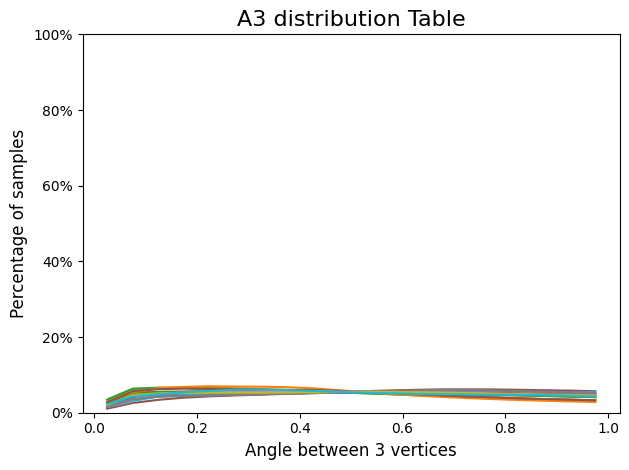 A3 distribution Table
100%
80%
60%
40%
20%
0%
Percentage of samples
0.0 0.2 0.4 0.6 0.8 1.0
Angle between 3 vertices